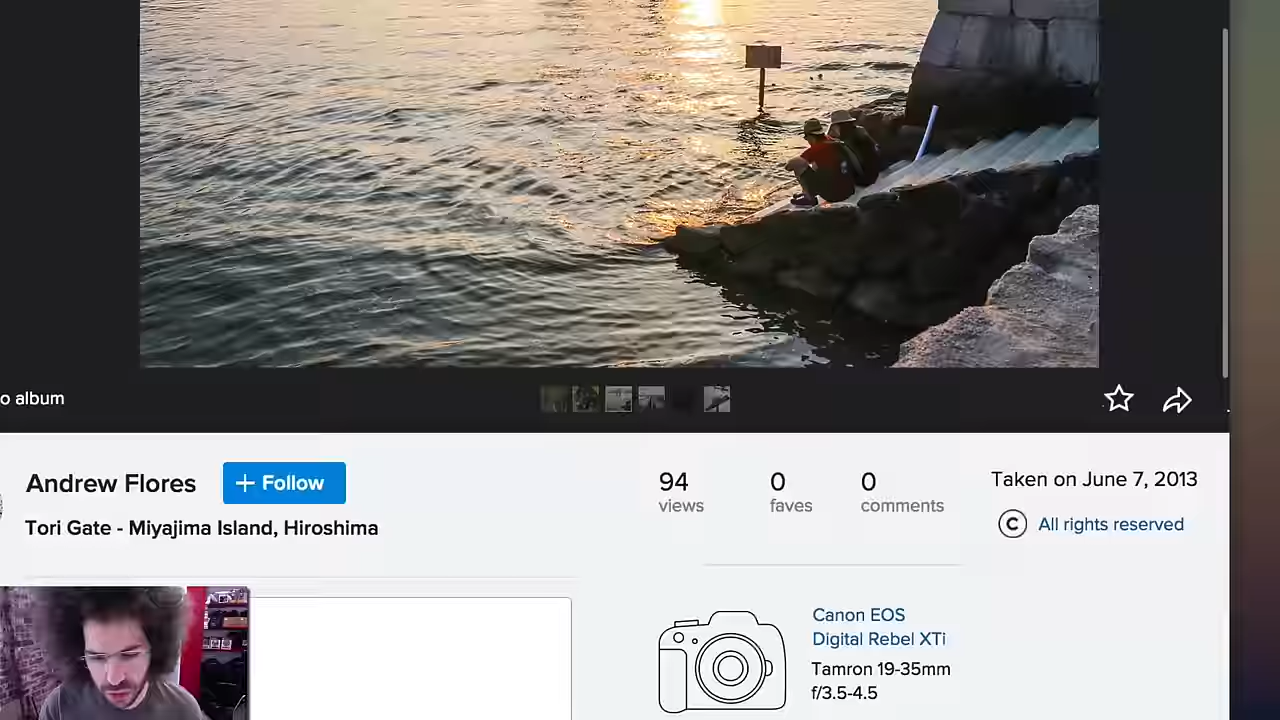 o album
Andrew Flores
+ Follow
Tori Gate - Miyajima Island, Hiroshima
94
views
0
faves
0
comments
Taken on June 7, 2013
C All rights reserved
Canon EOS
Digital Rebel XTi
Tamron 19-35mm
f/3.5-4.5